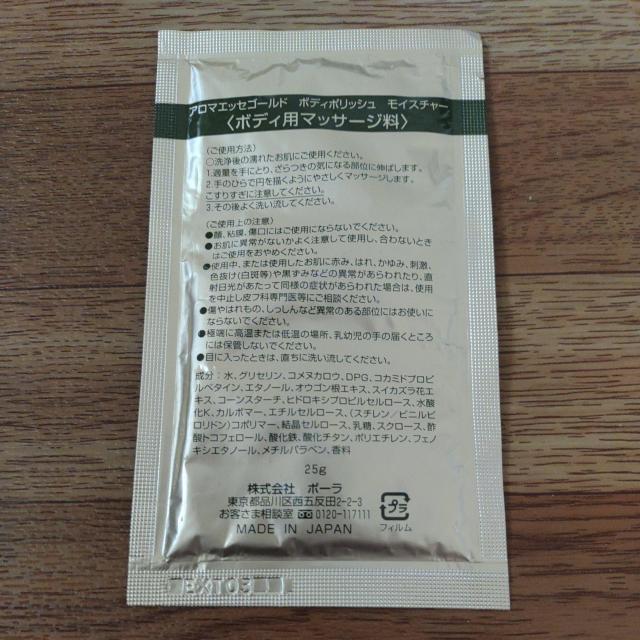 アロマエッセゴールド ボディポリッシュ モイスチャー
〈ボディ用マッサージ料〉
〈ご使用方法〉
○洗浄後の濡れたお肌にご使用ください。
1.適量を手にとり、ざらつきの気になる部位に伸ばします。
2.手のひらで円を描くようにやさしくマッサージします。
こすりすぎに注意してください。
3.その後よく洗い流してください。
〈ご使用上の注意〉
●顔、粘膜、傷口にはご使用にならないでください。
●お肌に異常がないかよく注意して使用し、合わないとき
はご使用をおやめください。
●使用中、または使用したお肌に赤み、はれ、かゆみ、刺激、
色抜け(白斑等)や黒ずみなどの異常があらわれたり、直
射日光があたって同様の症状があらわれた場合は、使用
を中止し皮フ科専門医等にご相談ください。
●傷やはれもの、しっしんなど異常のある部位にはお使いに
ならないでください。
●極端に高温または低温の場所、乳幼児の手の届くところ
には保管しないでください。
●目に入ったときは、直ちに洗い流してください。
成分:水、グリセリン、コメヌカロウ、DPG、コカミドプロピ
ルベタイン、エタノール、オウゴン根エキス、スイカズラ花エ
キス、コーンスターチ、ヒドロキシプロピルセルロース、水酸
化K、カルボマー、エチルセルロース、(スチレン/ビニルピ
ロリドン)コポリマー、結晶セルロース、乳糖、スクロース、酢
酸トコフェロール、酸化鉄、酸化チタン、ポリエチレン、フェノ
キシエタノール、メチルパラベン、香料
25g
株式会社 ポーラ
東京都品川区西五反田2-2-3
お客さま相談室 0120-117111
MADE IN JAPAN
プラ
フィルム